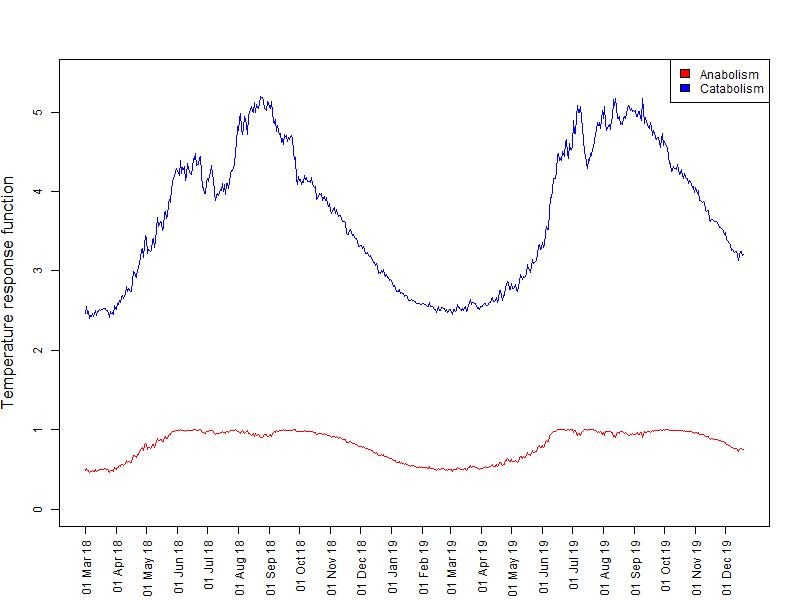 Anabolism
Catabolism
Temperature response function
5
4
3
2
1
0
01 Mar 18
01 Apr 18
01 May 18
01 Jun 18
01 Jul 18
01 Aug 18
01 Sep 18
01 Oct 18
01 Nov 18
01 Dec 18
01 Jan 19
01 Feb 19
01 Mar 19
01 Apr 19
01 May 19
01 Jun 19
01 Jul 19
01 Aug 19
01 Sep 19
01 Oct 19
01 Nov 19
01 Dec 19